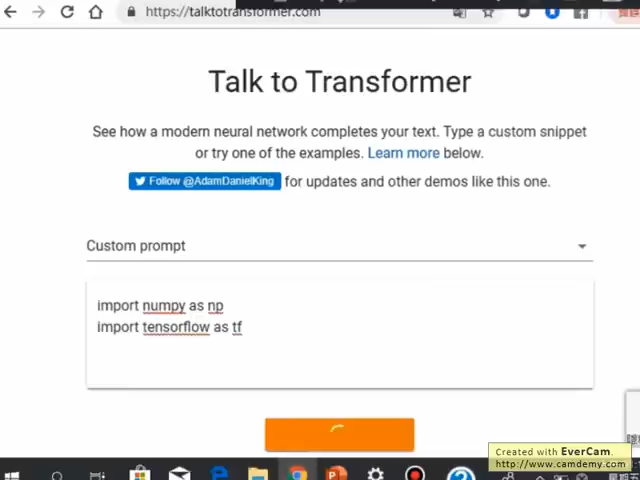 https://talktotransformer.com
Talk to Transformer
See how a modern neural network completes your text. Type a custom snippet
or try one of the examples. Learn more below.
Follow @AdamDanielKing for updates and other demos like this one.
Custom prompt
import numpy as np
import tensorflow as tf
Created with EverCam.
http://www.camdemy.com